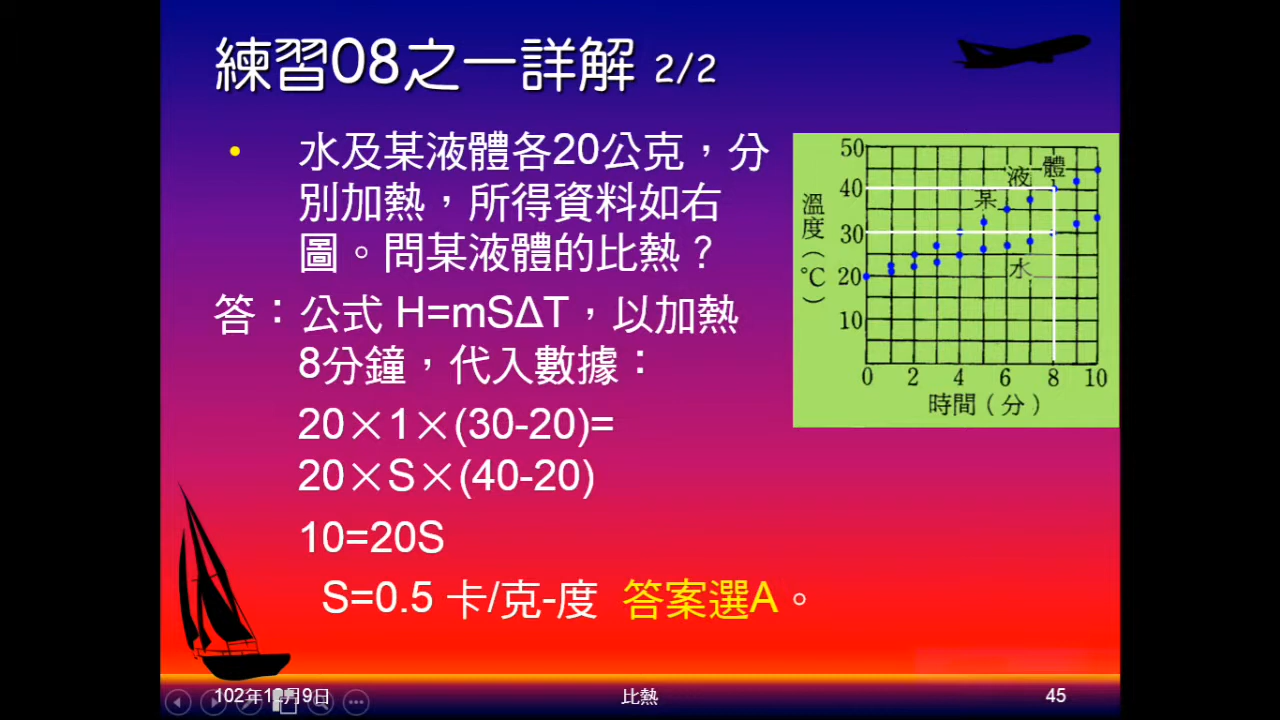 練習08之一詳解 2/2
• 水及某液體各20公克，分
別加熱，所得資料如右
圖。問某液體的比熱？
答：公式 H=mSΔT，以加熱
8分鐘，代入數據：
20×1×(30-20)=
20×S×(40-20)
10=20S
S=0.5 卡/克-度 答案選A。
溫度（℃）
50
40
30
20
10
某液體
水
0 2 4 6 8 10
時間（分）
比熱
45